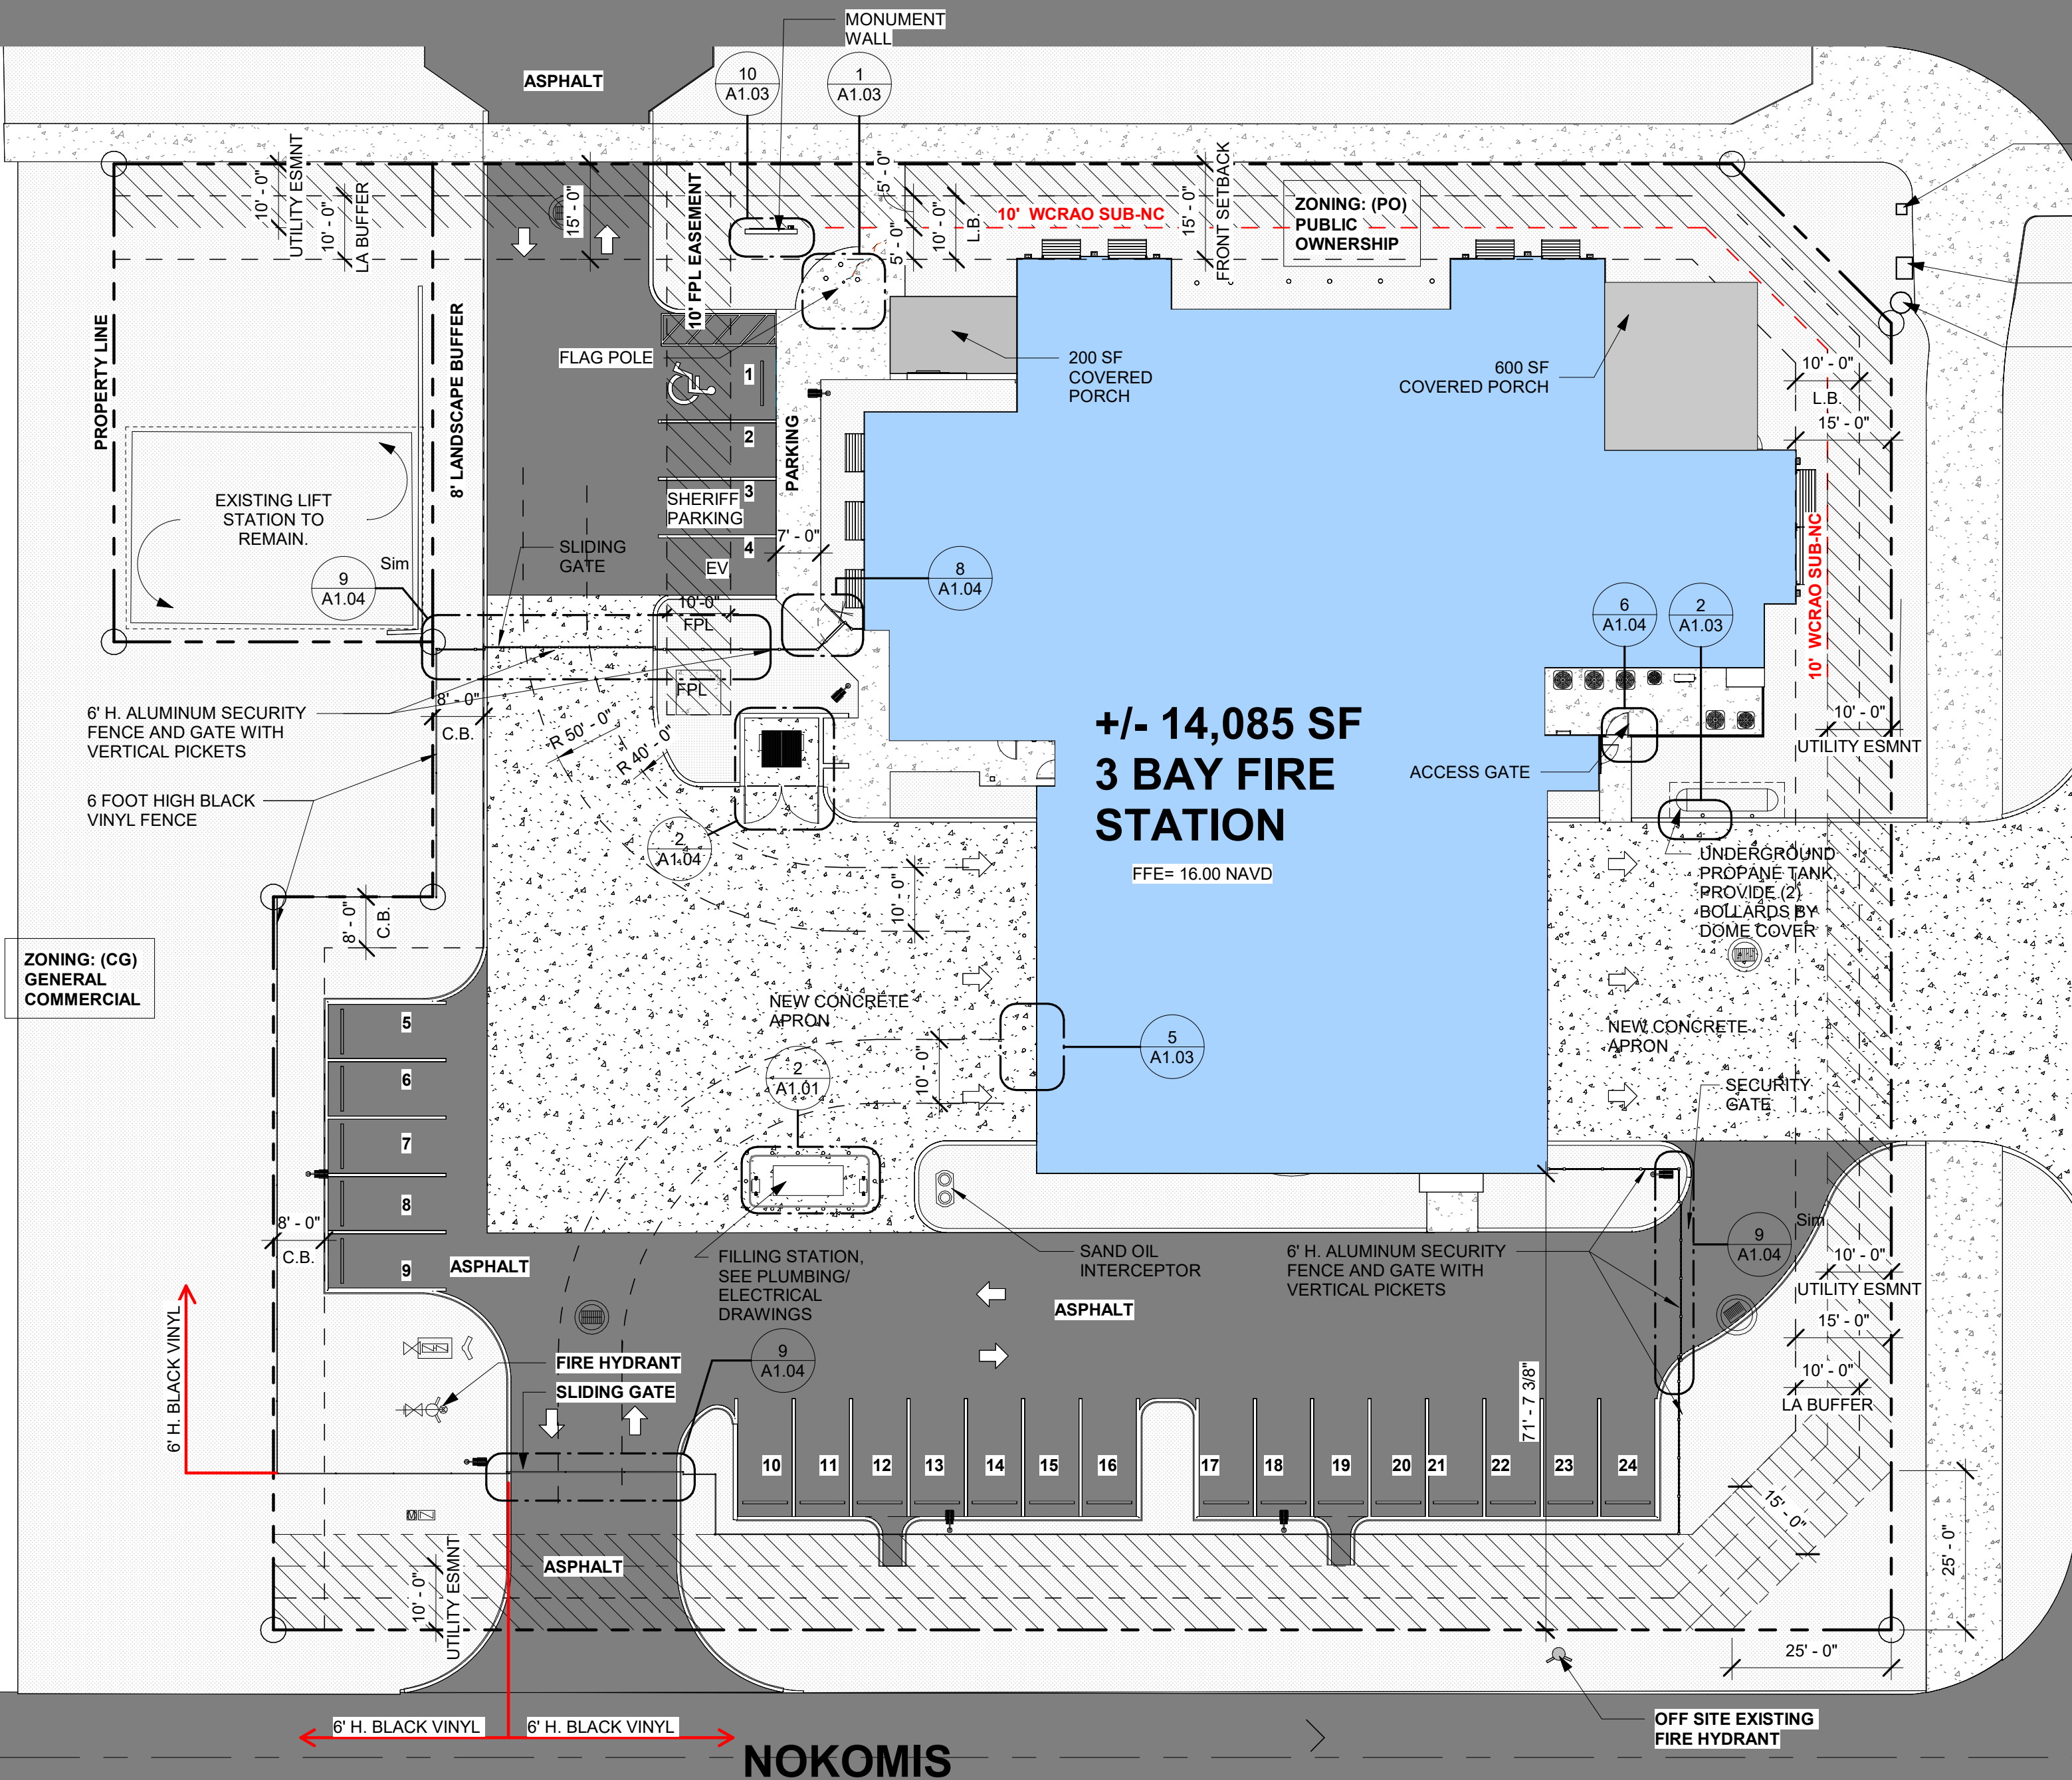 MONUMENT
WALL
ASPHALT
10
A1.03
1
A1.03
10' - 0"
UTILITY ESMNT
10' - 0"
LA BUFFER
15' - 0"
10' FPL EASEMENT
5' - 0"
5' - 0"
10' - 0"
L.B.
10' WCRAO SUB-NC
15' - 0"
FRONT SETBACK
ZONING: (PO)
PUBLIC
OWNERSHIP
PROPERTY LINE
8' LANDSCAPE BUFFER
FLAG POLE
200 SF
COVERED
PORCH
600 SF
COVERED PORCH
10' - 0"
L.B.
15' - 0"
1
2
3
4
PARKING
SHERIFF
PARKING
EV
7' - 0"
EXISTING LIFT
STATION TO
REMAIN.
SLIDING
GATE
9
A1.04
Sim
8
A1.04
10'-0"
FPL
FPL
6
A1.04
2
A1.03
10' WCRAO SUB-NC
6' H. ALUMINUM SECURITY
FENCE AND GATE WITH
VERTICAL PICKETS
8' - 0"
C.B.
R 50' - 0"
R 40' - 0"
+/- 14,085 SF
3 BAY FIRE
STATION
FFE= 16.00 NAVD
ACCESS GATE
10' - 0"
UTILITY ESMNT
6 FOOT HIGH BLACK
VINYL FENCE
2
A1.04
UNDERGROUND
PROPANE TANK,
PROVIDE (2)
BOLLARDS BY
DOME COVER
10' - 0"
8' - 0"
C.B.
ZONING: (CG)
GENERAL
COMMERCIAL
NEW CONCRETE
APRON
5
A1.03
NEW CONCRETE
APRON
2
A1.01
10' - 0"
SECURITY
GATE
5
6
7
8
9
8' - 0"
C.B.
ASPHALT
FILLING STATION,
SEE PLUMBING/
ELECTRICAL
DRAWINGS
SAND OIL
INTERCEPTOR
6' H. ALUMINUM SECURITY
FENCE AND GATE WITH
VERTICAL PICKETS
9
A1.04
Sim
10' - 0"
UTILITY ESMNT
15' - 0"
10' - 0"
LA BUFFER
ASPHALT
6' H. BLACK VINYL
FIRE HYDRANT
SLIDING GATE
9
A1.04
71' - 7 3/8"
10
11
12
13
14
15
16
17
18
19
20
21
22
23
24
M
15' - 0"
25' - 0"
ASPHALT
10' - 0"
UTILITY ESMNT
25' - 0"
6' H. BLACK VINYL
6' H. BLACK VINYL
OFF SITE EXISTING
FIRE HYDRANT
NOKOMIS